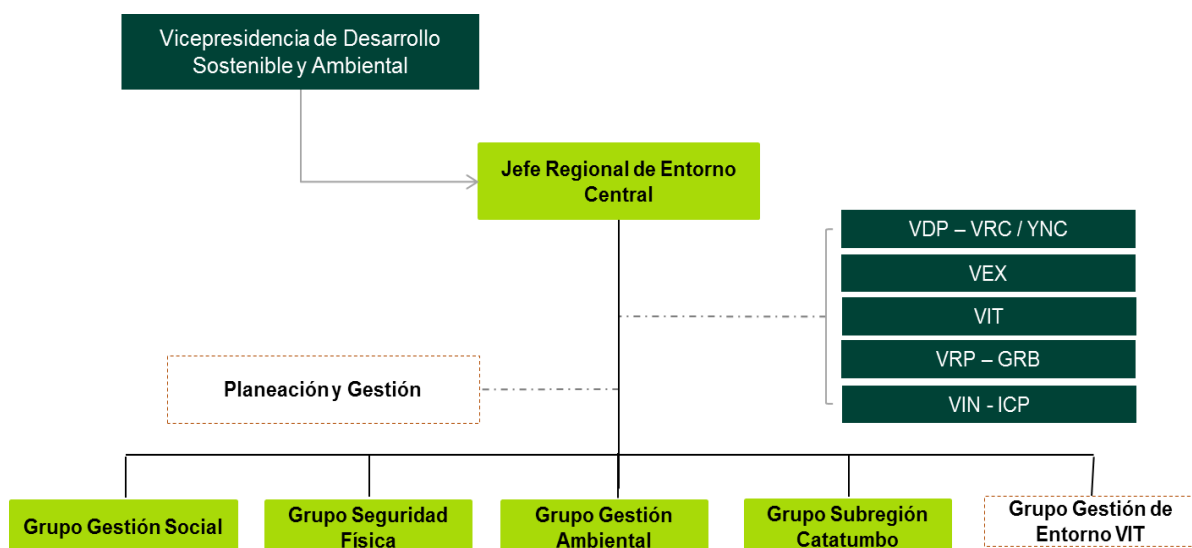 Vicepresidencia de Desarrollo
Sostenible y Ambiental
Jefe Regional de Entorno
Central
VDP – VRC / YNC
VEX
VIT
VRP – GRB
VIN - ICP
Planeación y Gestión
Grupo Gestión Social
Grupo Seguridad
Física
Grupo Gestión
Ambiental
Grupo Subregión
Catatumbo
Grupo Gestión de
Entorno VIT